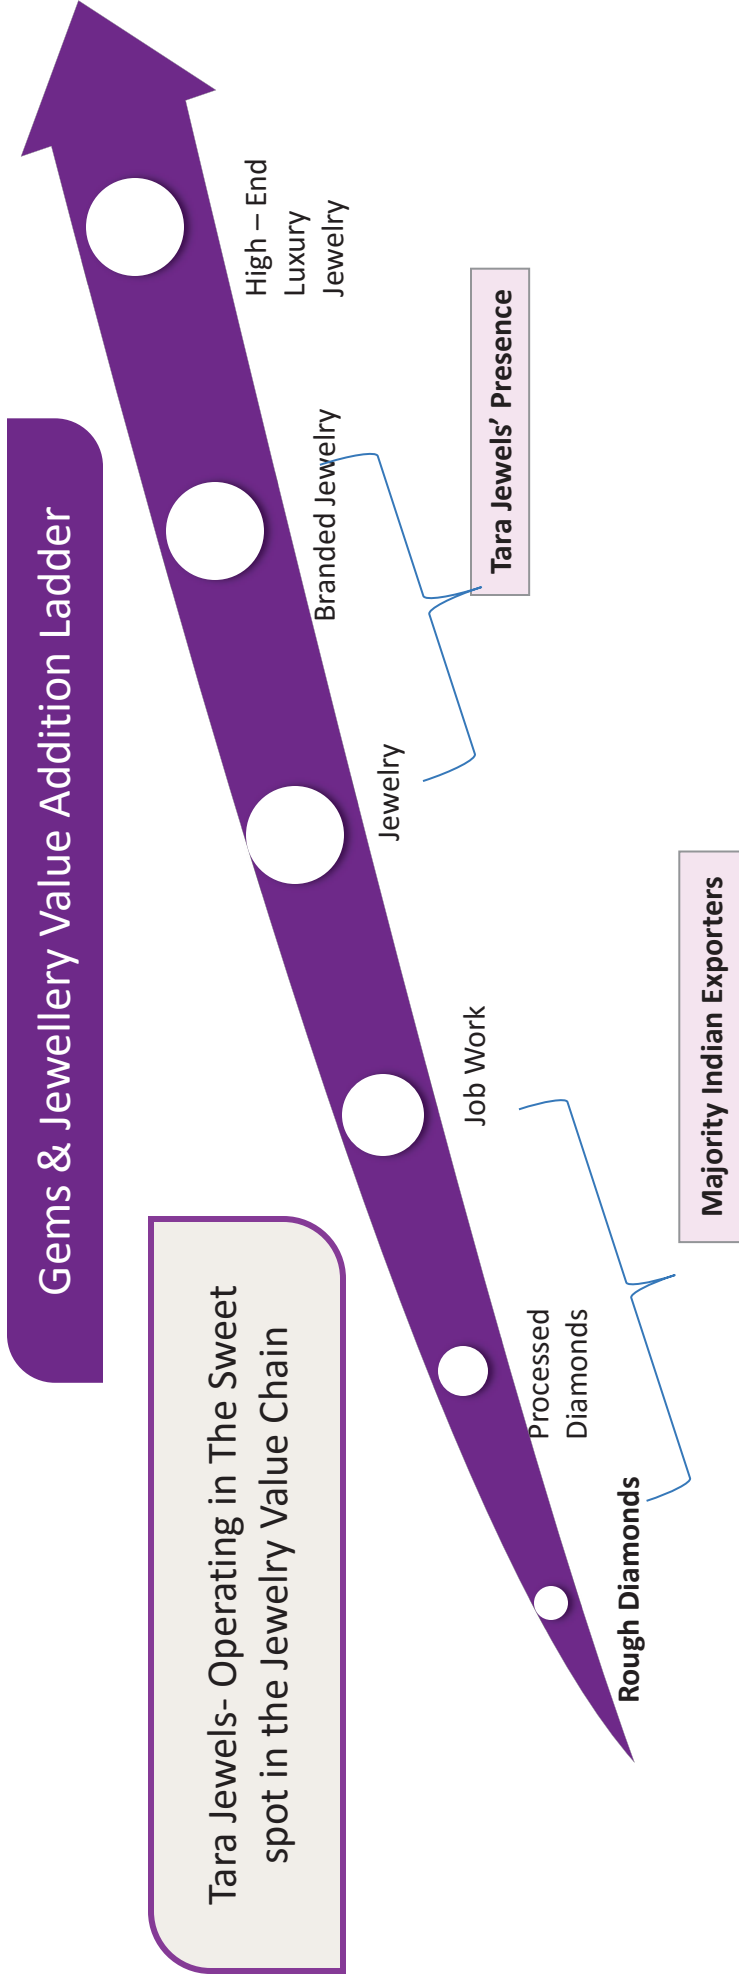 Gems & Jewellery Value Addition Ladder
Tara Jewels- Operating in The Sweet
spot in the Jewelry Value Chain
High – End
Luxury
Jewelry
Branded Jewelry
Jewelry
Job Work
Processed
Diamonds
Rough Diamonds
Tara Jewels’ Presence
Majority Indian Exporters